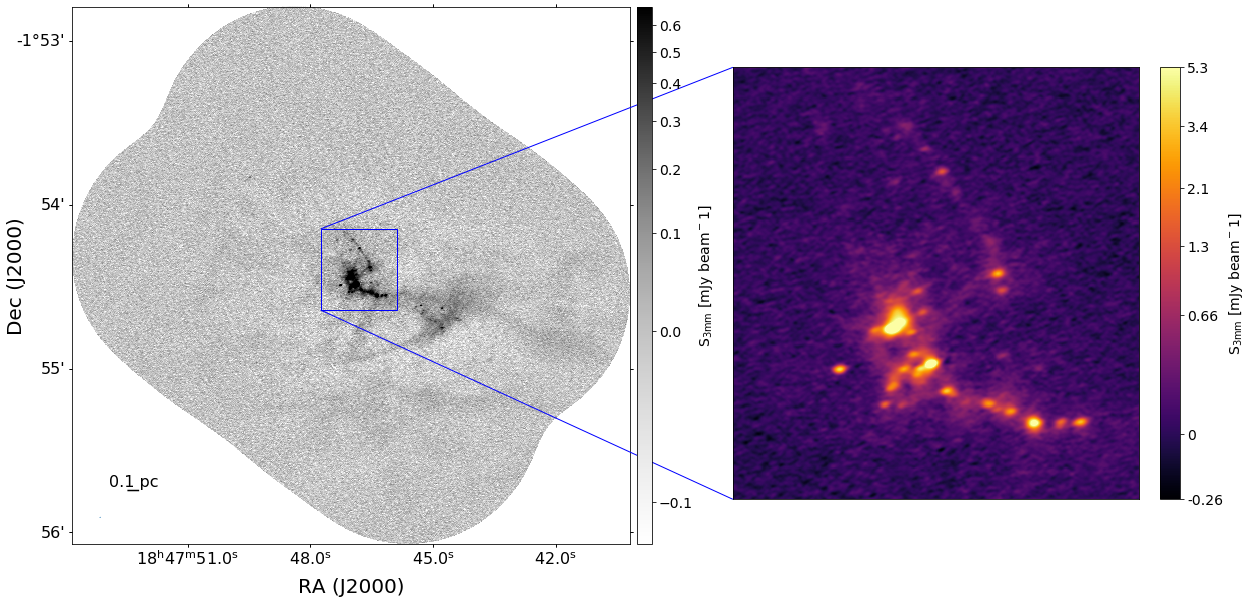 -1°53'
54'
55'
56'
Dec (J2000)
0.1 pc
18ʰ47ᵐ51.0ˢ
48.0ˢ
45.0ˢ
42.0ˢ
RA (J2000)
0.6
0.5
0.4
0.3
0.2
0.1
0.0
−0.1
S₃ₘₘ [mJy beam⁻1]
5.3
3.4
2.1
1.3
0.66
0
-0.26
S₃ₘₘ [mJy beam⁻1]